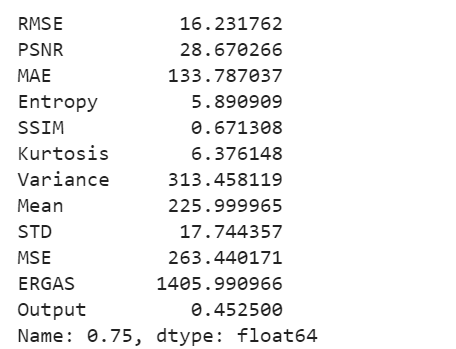 RMSE 16.231762
PSNR 28.670266
MAE 133.787037
Entropy 5.890909
SSIM 0.671308
Kurtosis 6.376148
Variance 313.458119
Mean 225.999965
STD 17.744357
MSE 263.440171
ERGAS 1405.990966
Output 0.452500
Name: 0.75, dtype: float64